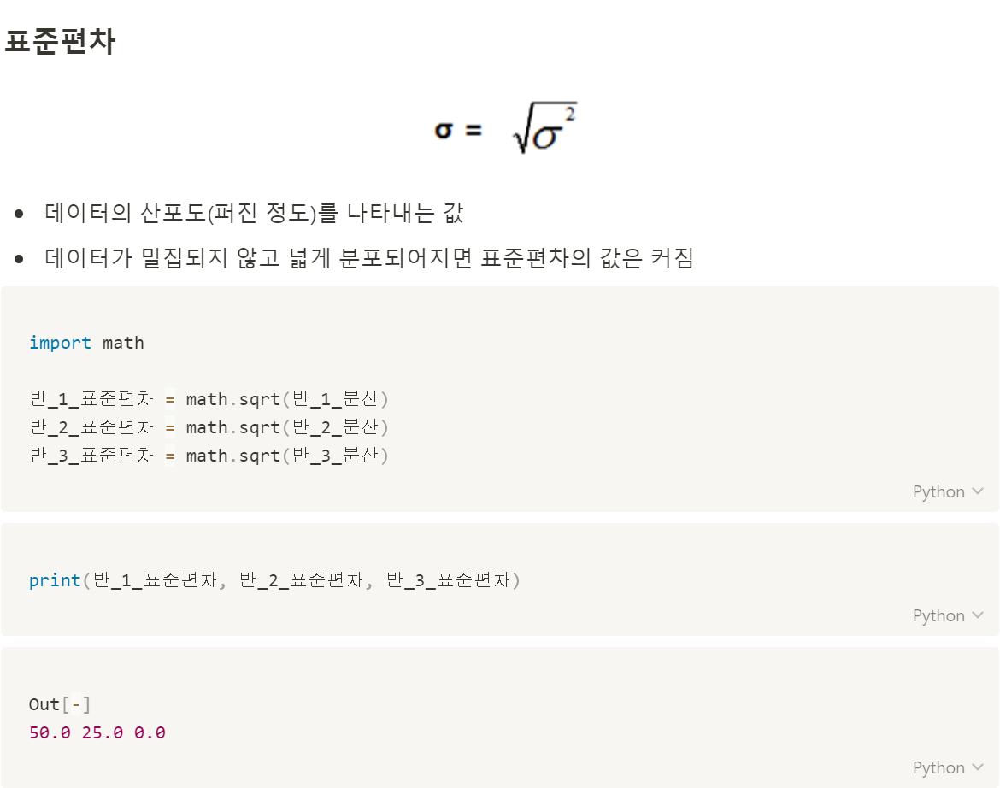 표준편차
σ = √σ²
• 데이터의 산포도(퍼진 정도)를 나타내는 값
• 데이터가 밀집되지 않고 넓게 분포되어지면 표준편차의 값은 커짐
import math
반_1_표준편차 = math.sqrt(반_1_분산)
반_2_표준편차 = math.sqrt(반_2_분산)
반_3_표준편차 = math.sqrt(반_3_분산)
Python
print(반_1_표준편차, 반_2_표준편차, 반_3_표준편차)
Python
Out[-]
50.0 25.0 0.0
Python